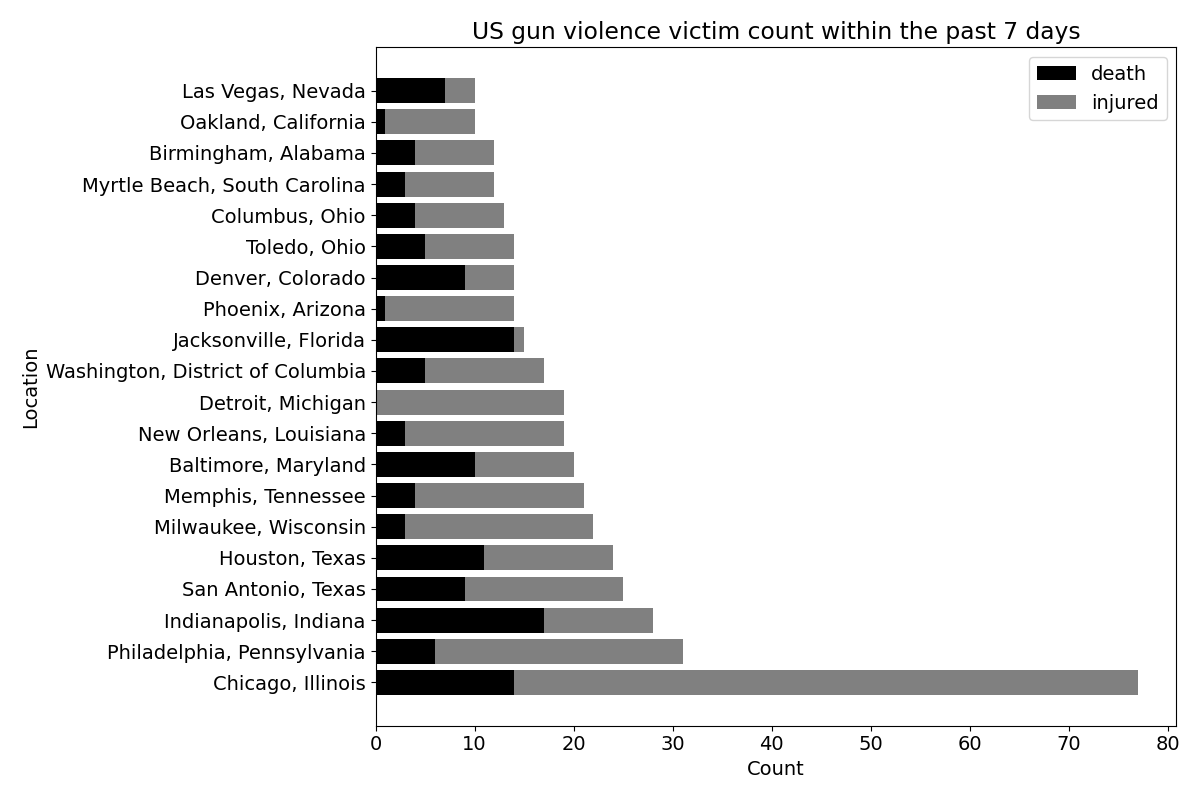 US gun violence victim count within the past 7 days
death
injured
Las Vegas, Nevada
Oakland, California
Birmingham, Alabama
Myrtle Beach, South Carolina
Columbus, Ohio
Toledo, Ohio
Denver, Colorado
Phoenix, Arizona
Jacksonville, Florida
Washington, District of Columbia
Detroit, Michigan
New Orleans, Louisiana
Baltimore, Maryland
Memphis, Tennessee
Milwaukee, Wisconsin
Houston, Texas
San Antonio, Texas
Indianapolis, Indiana
Philadelphia, Pennsylvania
Chicago, Illinois
Location
0 10 20 30 40 50 60 70 80
Count